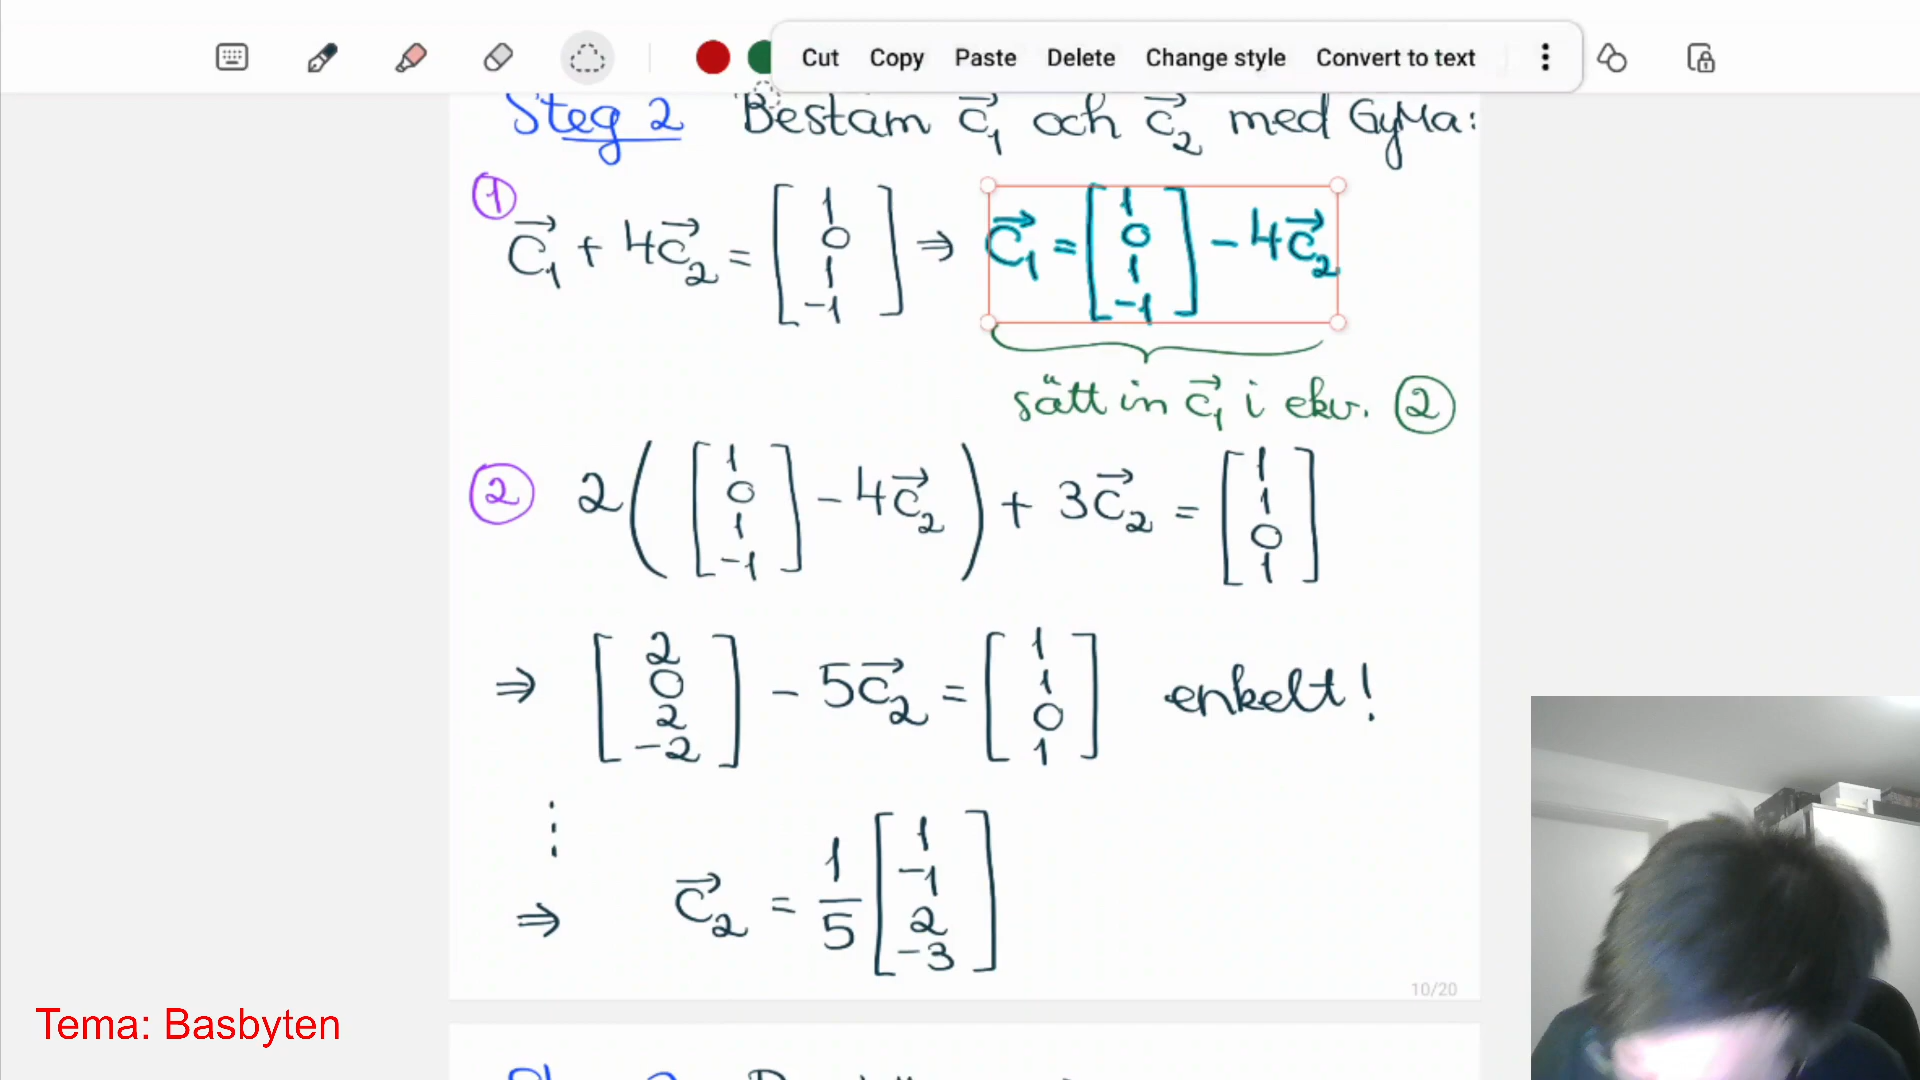 Cut Copy Paste Delete Change style Convert to text
Steg 2 Bestäm c⃗₁ och c⃗₂ med GyMa:
① c⃗₁ + 4c⃗₂ = [1 0 1 -1] ⇒ c⃗₁ = [1 0 1 -1] - 4c⃗₂
sätt in c⃗₁ i ekv. ②
② 2([1 0 1 -1] - 4c⃗₂) + 3c⃗₂ = [1 1 0 1]
⇒ [2 0 2 -2] - 5c⃗₂ = [1 1 0 1] enkelt!
⇒ c⃗₂ = 1/5 [1 -1 2 -3]
10/20
Tema: Basbyten